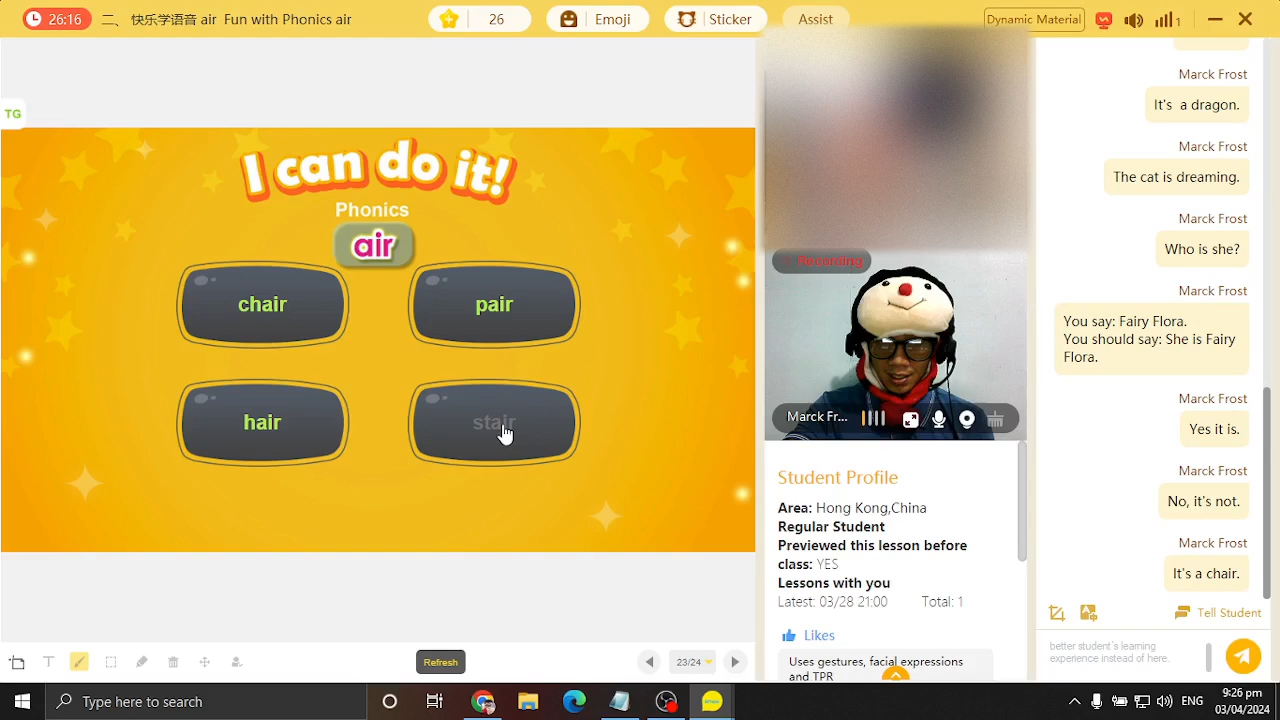 26:16
二、 快乐学语音 air Fun with Phonics air
26
Emoji
Sticker
Assist
Dynamic Material
1
TG
I can do it!
Phonics
air
chair
pair
hair
stair
Recording
Marck Fr...
Student Profile
Area: Hong Kong,China
Regular Student
Previewed this lesson before
class: YES
Lessons with you
Latest: 03/28 21:00 Total: 1
Likes
Uses gestures, facial expressions
and TPR
Marck Frost
It's a dragon.
Marck Frost
The cat is dreaming.
Marck Frost
Who is she?
Marck Frost
You say: Fairy Flora.
You should say: She is Fairy
Flora.
Marck Frost
Yes it is.
Marck Frost
No, it's not.
Marck Frost
It's a chair.
Tell Student
better student's learning
experience instead of here.
T
Refresh
23/24
Type here to search
ENG
9:26 pm
03/04/2024